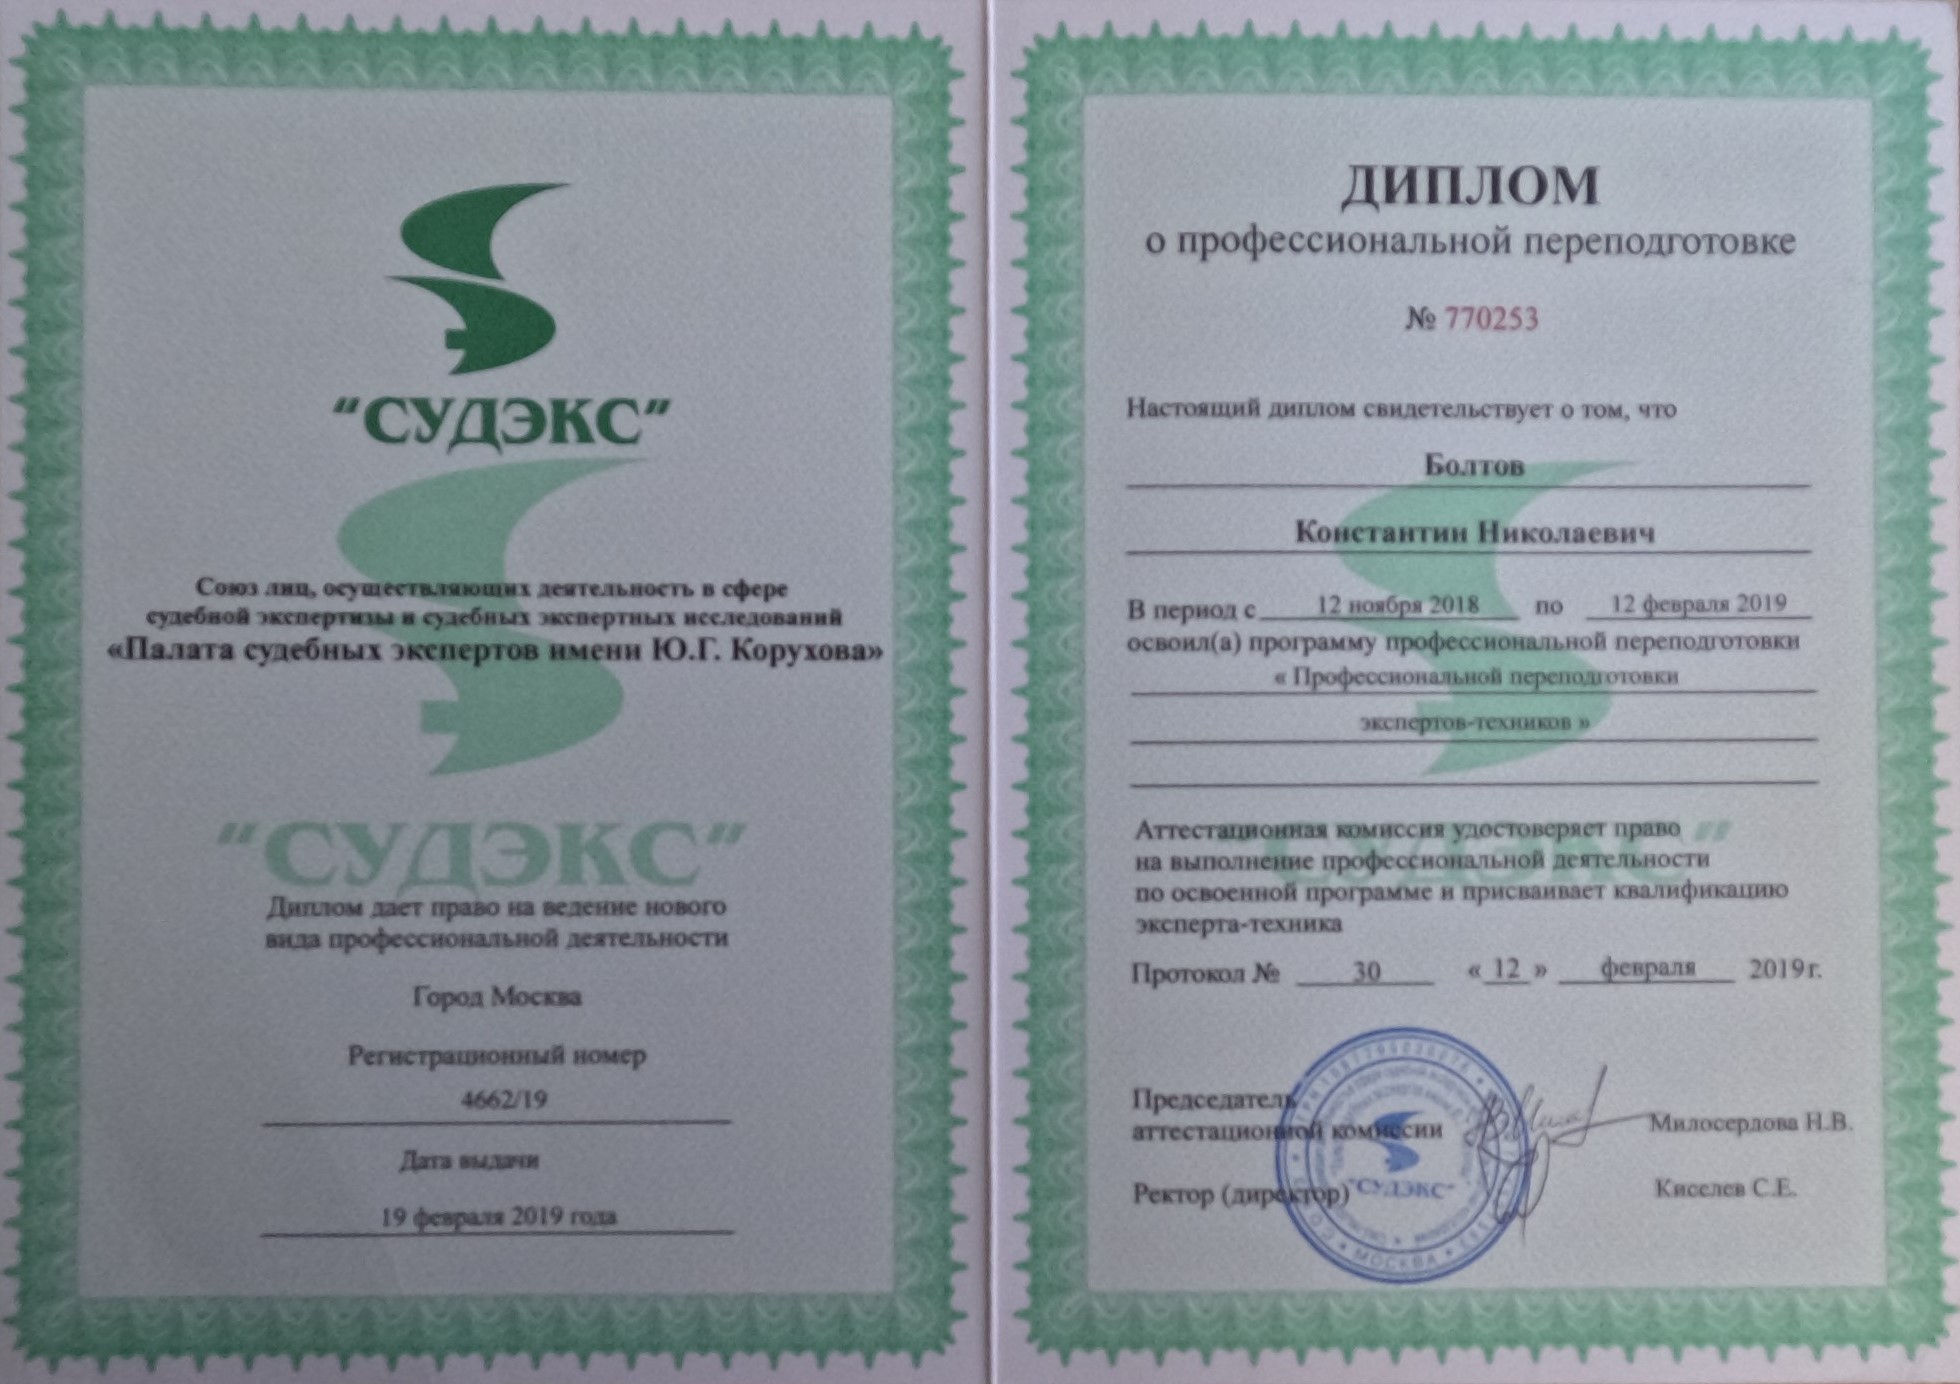 "СУДЭКС"
Союз лиц, осуществляющих деятельность в сфере
судебной экспертизы и судебных экспертных исследований
«Палата судебных экспертов имени Ю.Г. Корухова»
"СУДЭКС"
Диплом дает право на ведение нового
вида профессиональной деятельности
Город Москва
Регистрационный номер
4662/19
Дата выдачи
19 февраля 2019 года
ДИПЛОМ
о профессиональной переподготовке
№ 770253
Настоящий диплом свидетельствует о том, что
Болтов
Константин Николаевич
В период с 12 ноября 2018 по 12 февраля 2019
освоил(а) программу профессиональной переподготовки
« Профессиональной переподготовки
экспертов-техников »
"СУДЭКС"
Аттестационная комиссия удостоверяет право
на выполнение профессиональной деятельности
по освоенной программе и присваивает квалификацию
эксперта-техника
Протокол № 30 « 12 » февраля 2019 г.
Председатель
аттестационной комиссии Милосердова Н.В.
Ректор (директор) Киселев С.Е.
"СУДЭКС"
МОСКВА